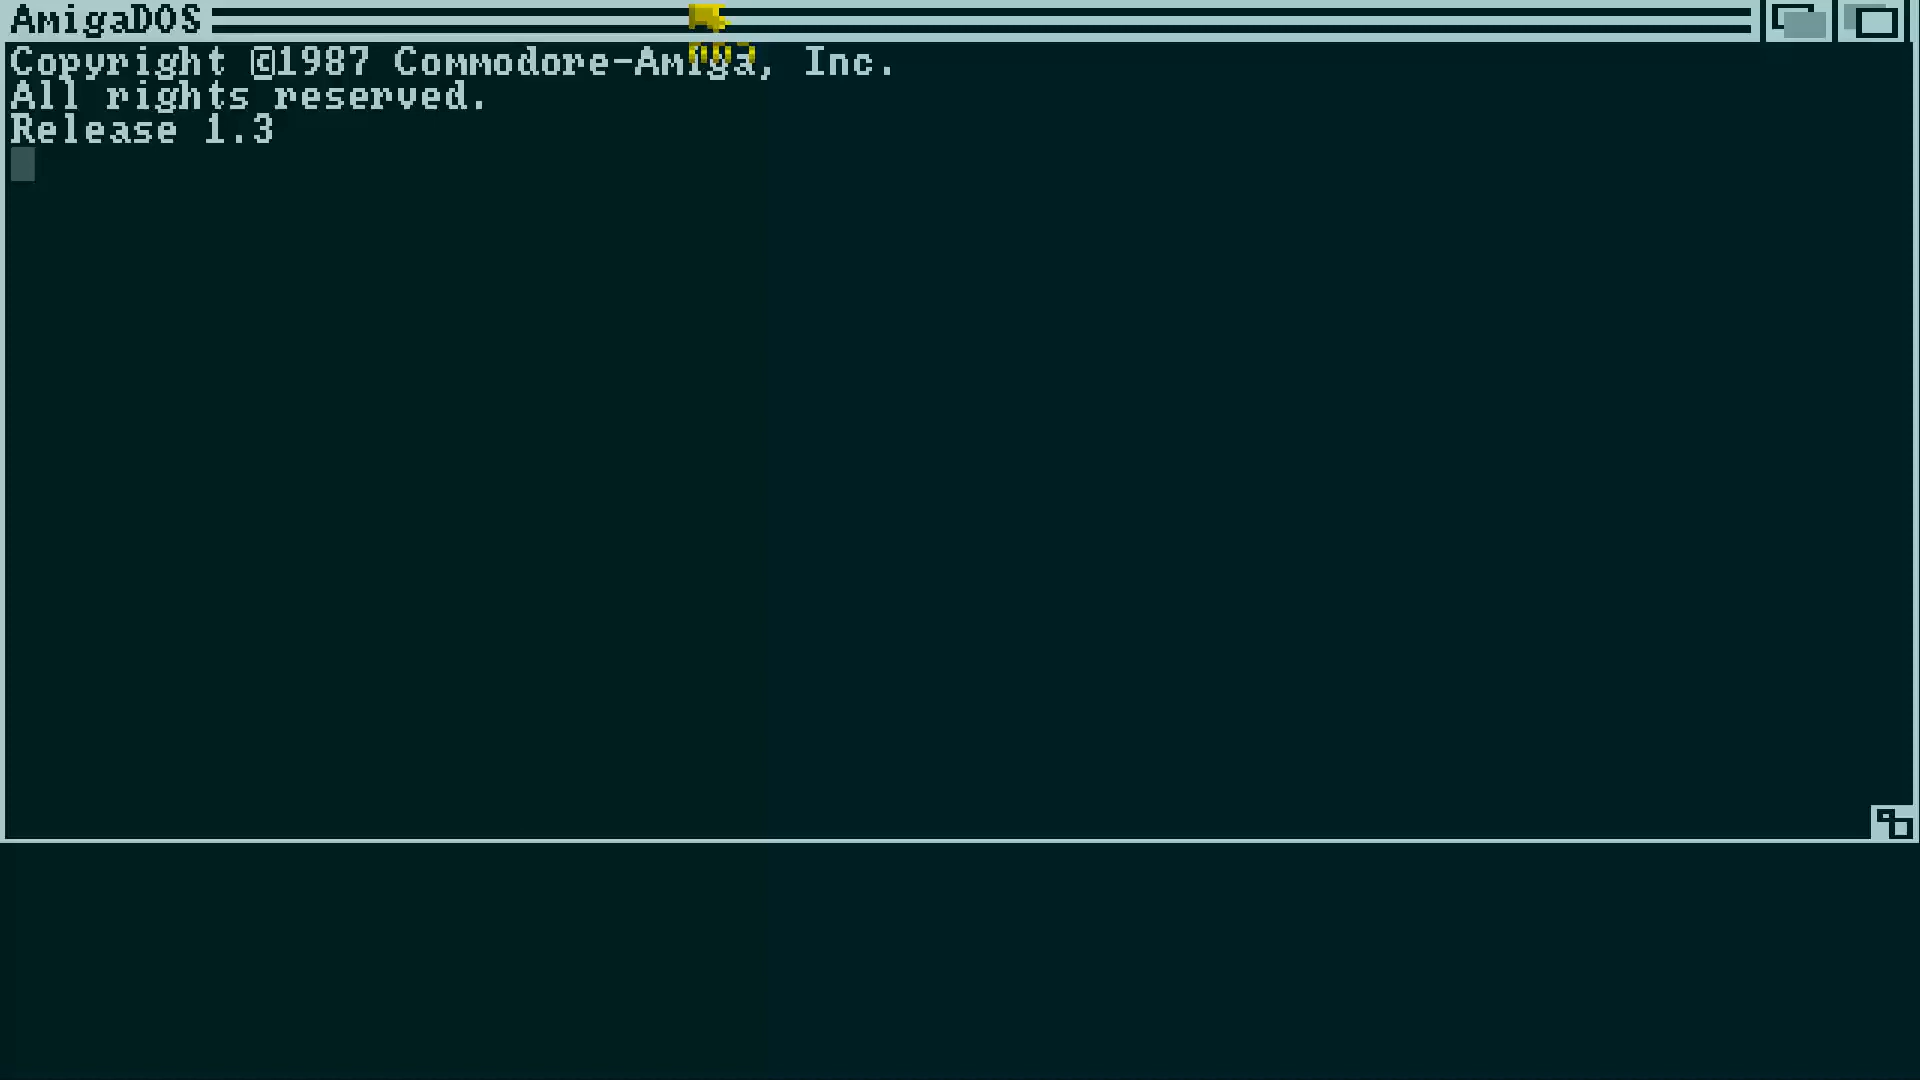 AmigaDOS
Copyright ©1987 Commodore-Amiga, Inc.
All rights reserved.
Release 1.3